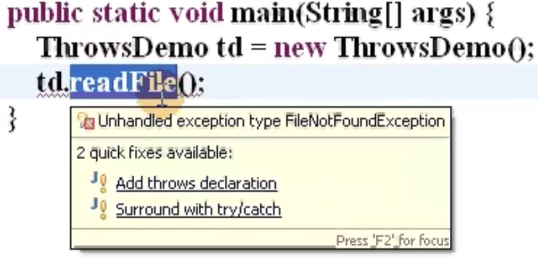 public static void main(String[] args) {
ThrowsDemo td = new ThrowsDemo();
td.readFile();
}
Unhandled exception type FileNotFoundException
2 quick fixes available:
Add throws declaration
Surround with try/catch
Press 'F2' for focus